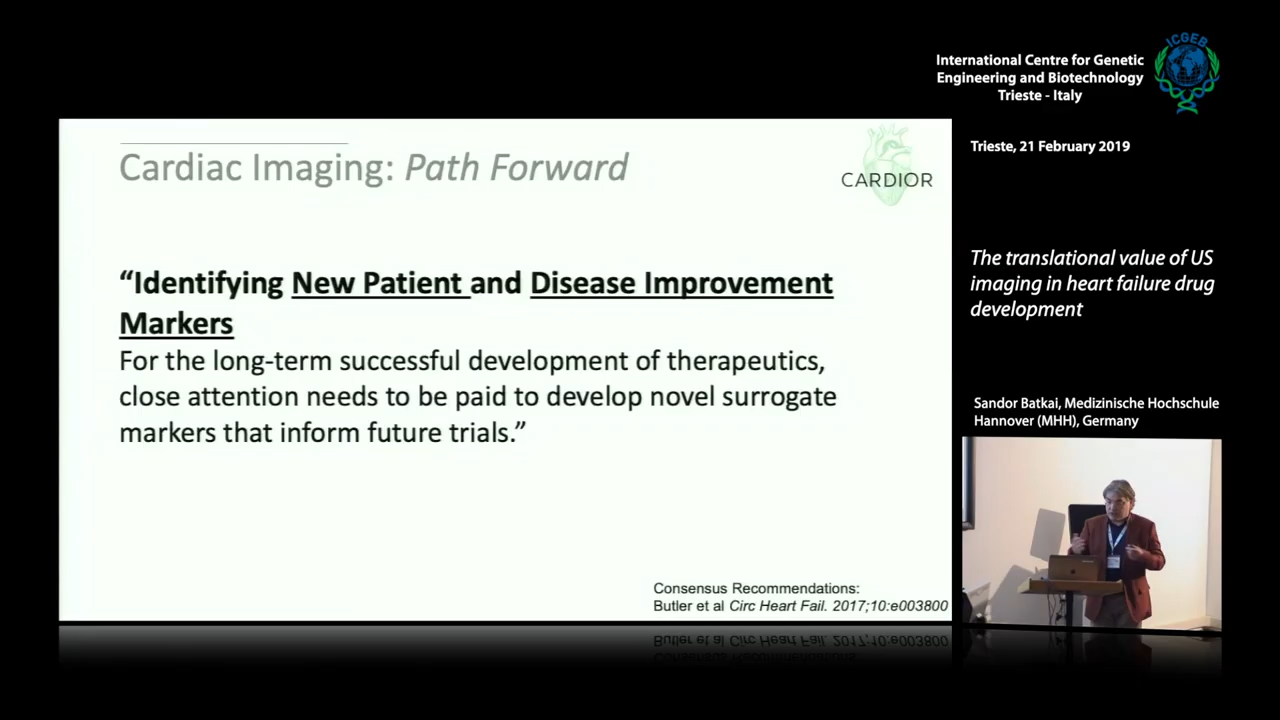 ICGEB
International Centre for Genetic
Engineering and Biotechnology
Trieste - Italy
Trieste, 21 February 2019
Cardiac Imaging: Path Forward
CARDIOR
“Identifying New Patient and Disease Improvement
Markers
For the long-term successful development of therapeutics,
close attention needs to be paid to develop novel surrogate
markers that inform future trials.”
Consensus Recommendations:
Butler et al Circ Heart Fail. 2017;10:e003800
The translational value of US
imaging in heart failure drug
development
Sandor Batkai, Medizinische Hochschule
Hannover (MHH), Germany